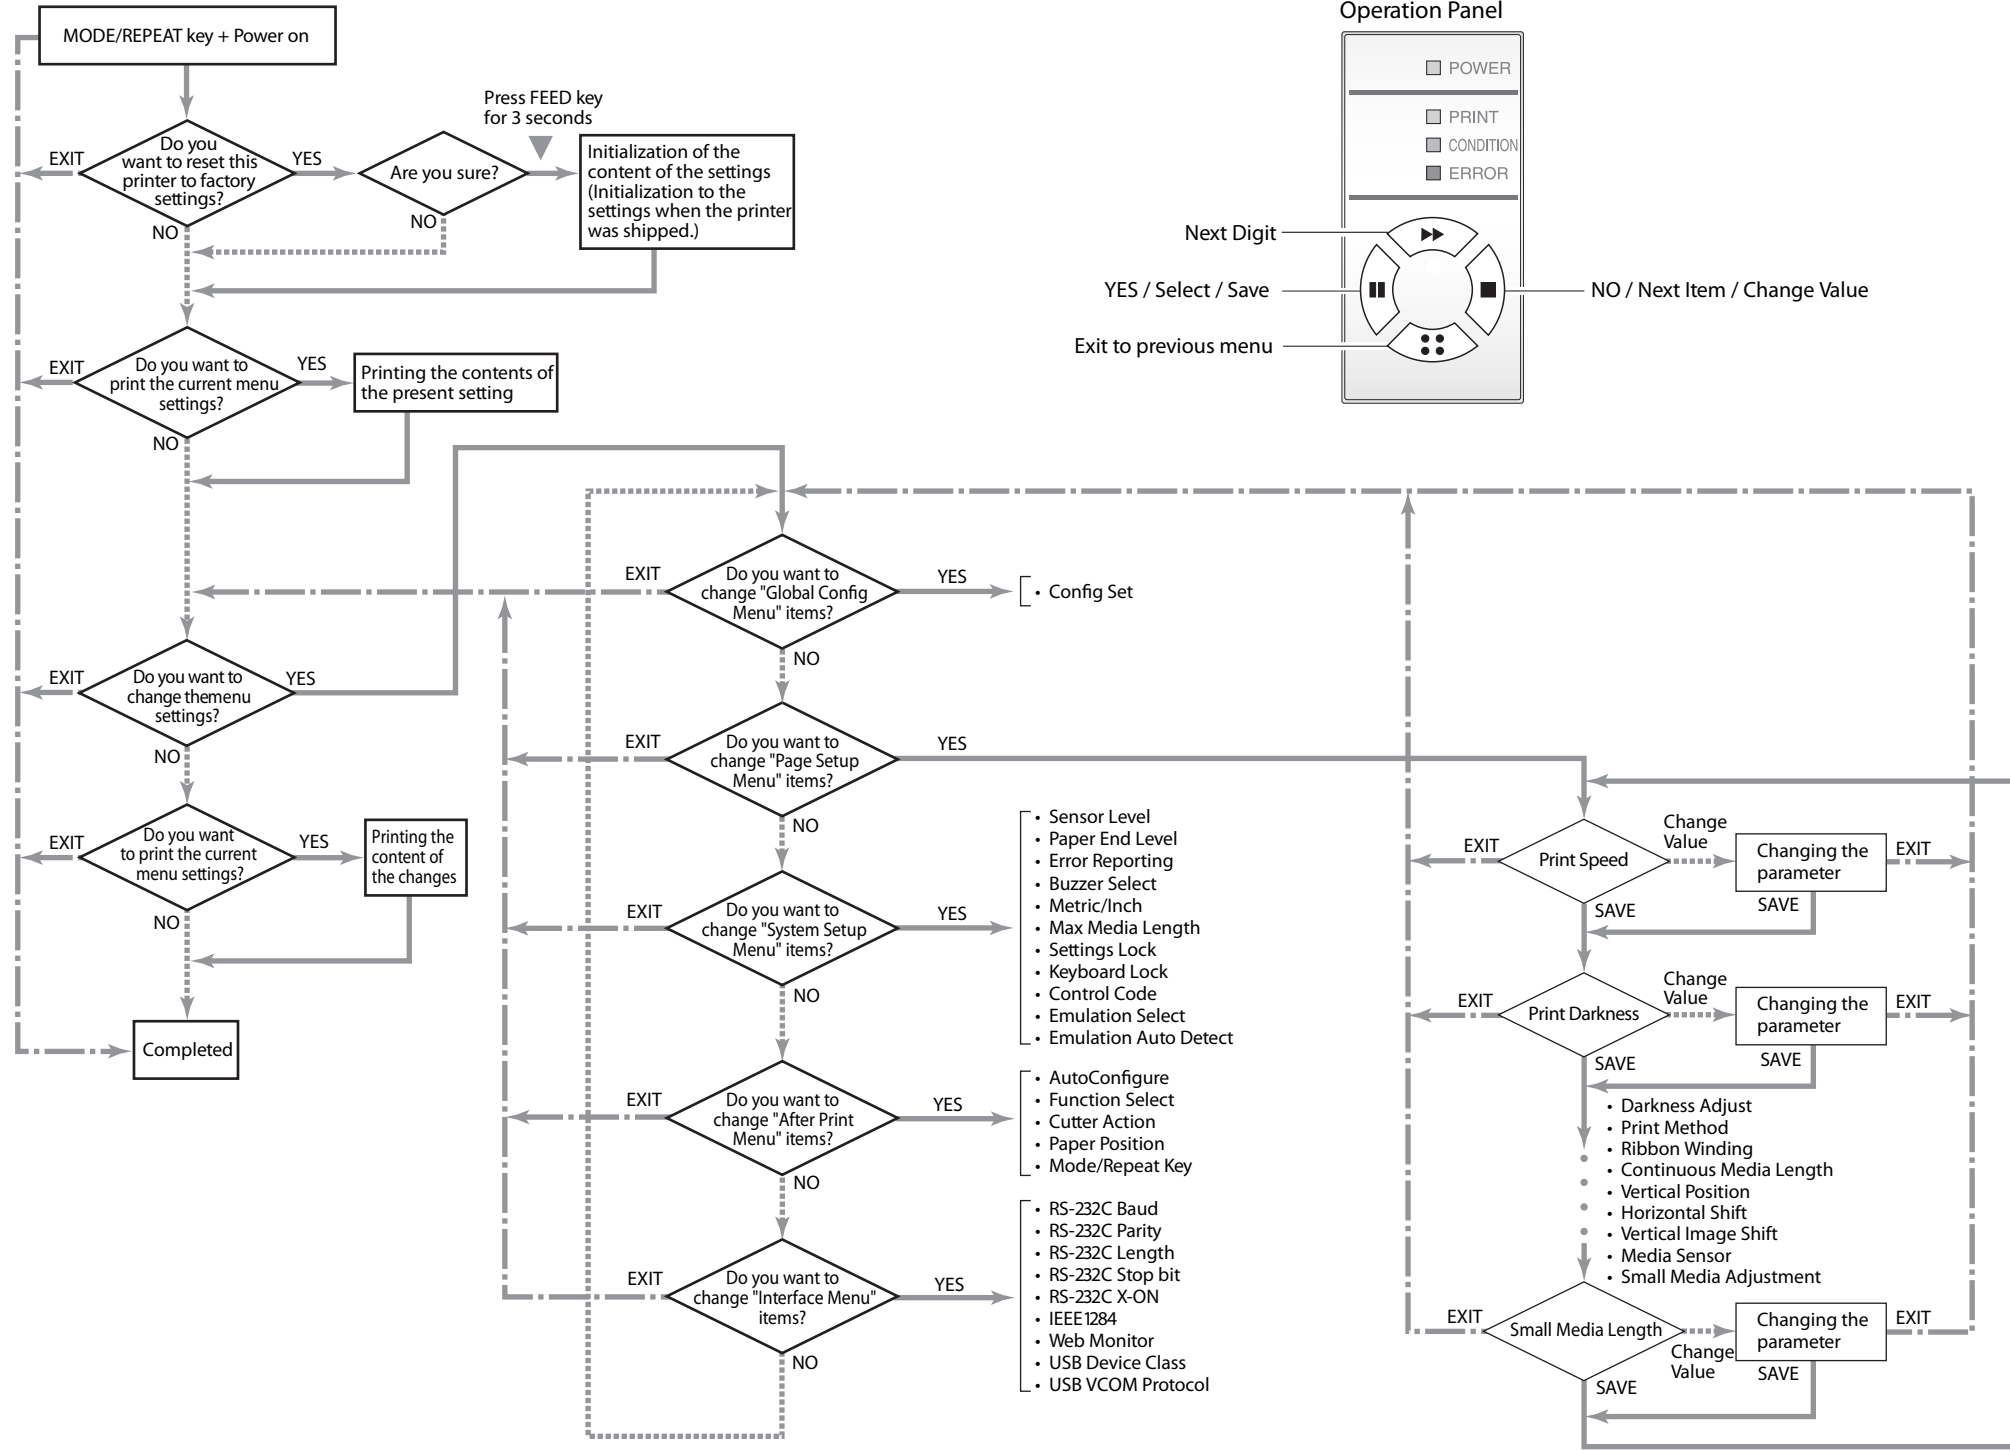 MODE/REPEAT key + Power on
EXIT
Do you
want to reset this
printer to factory
settings?
YES
NO
Are you sure?
NO
Press FEED key
for 3 seconds
Initialization of the
content of the settings
(Initialization to the
settings when the printer
was shipped.)
EXIT
Do you want to
print the current menu
settings?
YES
NO
Printing the contents of
the present setting
EXIT
Do you want to
change themenu
settings?
YES
NO
EXIT
Do you want
to print the current
menu settings?
YES
NO
Printing the
content of
the changes
Completed
Operation Panel
POWER
PRINT
CONDITION
ERROR
Next Digit
YES / Select / Save
NO / Next Item / Change Value
Exit to previous menu
EXIT
Do you want to
change "Global Config
Menu" items?
YES
NO
• Config Set
EXIT
Do you want to
change "Page Setup
Menu" items?
YES
NO
EXIT
Do you want to
change "System Setup
Menu" items?
YES
NO
• Sensor Level
• Paper End Level
• Error Reporting
• Buzzer Select
• Metric/Inch
• Max Media Length
• Settings Lock
• Keyboard Lock
• Control Code
• Emulation Select
• Emulation Auto Detect
EXIT
Do you want to
change "After Print
Menu" items?
YES
NO
• AutoConfigure
• Function Select
• Cutter Action
• Paper Position
• Mode/Repeat Key
EXIT
Do you want to
change "Interface Menu"
items?
YES
NO
• RS-232C Baud
• RS-232C Parity
• RS-232C Length
• RS-232C Stop bit
• RS-232C X-ON
• IEEE1284
• Web Monitor
• USB Device Class
• USB VCOM Protocol
EXIT
Print Speed
Change
Value
Changing the
parameter
EXIT
SAVE
SAVE
EXIT
Print Darkness
Change
Value
Changing the
parameter
EXIT
SAVE
SAVE
• Darkness Adjust
• Print Method
• Ribbon Winding
• Continuous Media Length
• Vertical Position
• Horizontal Shift
• Vertical Image Shift
• Media Sensor
• Small Media Adjustment
EXIT
Small Media Length
Change
Value
Changing the
parameter
EXIT
SAVE
SAVE